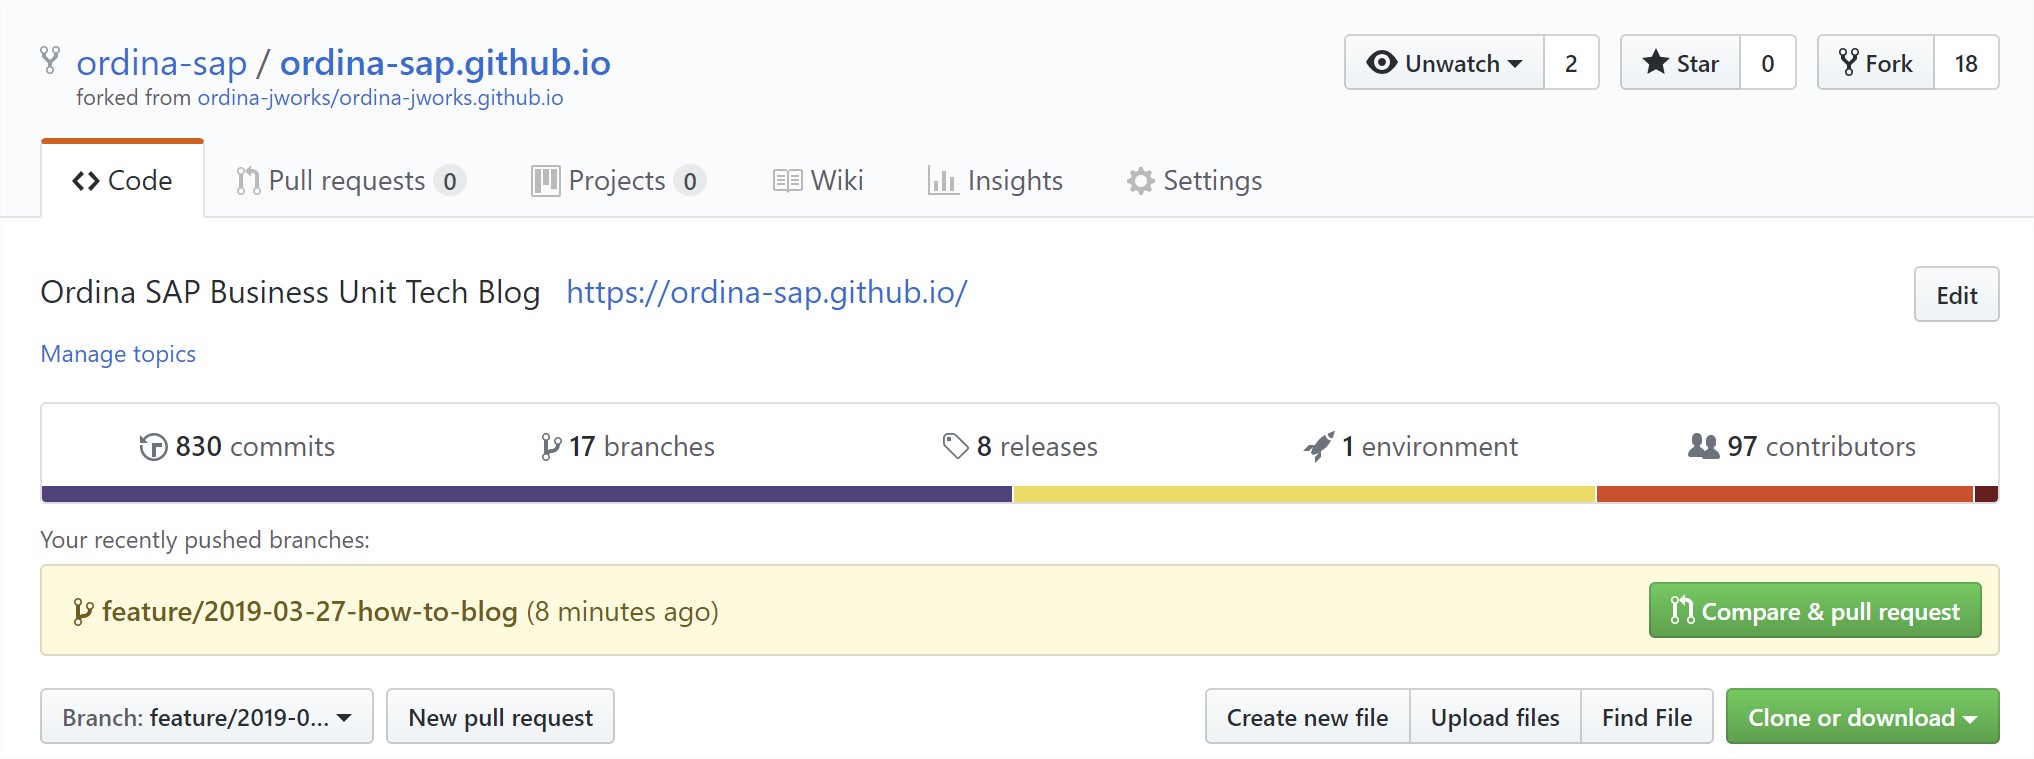 ordina-sap / ordina-sap.github.io Unwatch 2 Star 0 Fork 18
forked from ordina-jworks/ordina-jworks.github.io
Code Pull requests 0 Projects 0 Wiki Insights Settings
Ordina SAP Business Unit Tech Blog https://ordina-sap.github.io/ Edit
Manage topics
830 commits 17 branches 8 releases 1 environment 97 contributors
Your recently pushed branches:
feature/2019-03-27-how-to-blog (8 minutes ago) Compare & pull request
Branch: feature/2019-0... New pull request Create new file Upload files Find File Clone or download